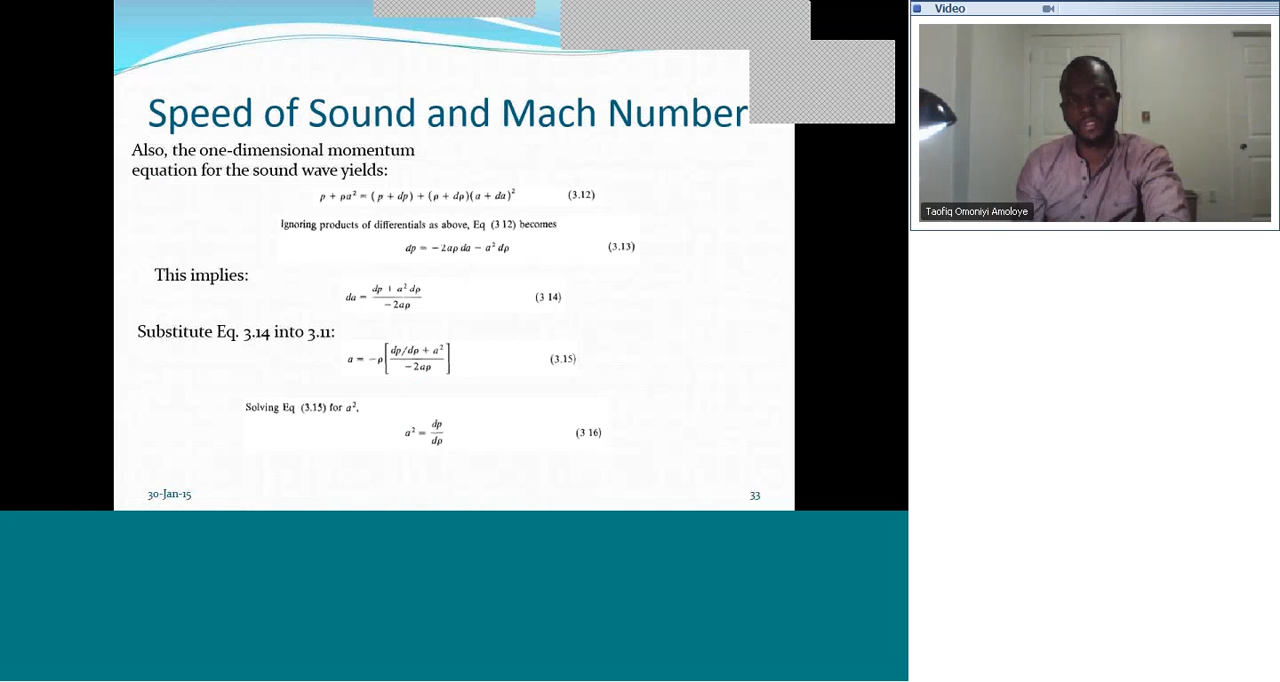 Video
Speed of Sound and Mach Number
Also, the one-dimensional momentum
equation for the sound wave yields:
p + ρa² = (p + dp) + (ρ + dρ)(a + da)² (3.12)
Ignoring products of differentials as above, Eq (3 12) becomes
dp = −2aρ da − a² dρ (3.13)
This implies:
da = (dp + a² dρ)/(−2aρ) (3 14)
Substitute Eq. 3.14 into 3.11:
a = −ρ[(dp/dρ + a²)/(−2aρ)] (3.15)
Solving Eq (3.15) for a²,
a² = dp/dρ (3 16)
30-Jan-15 33
Taofiq Omoniyi Amoloye